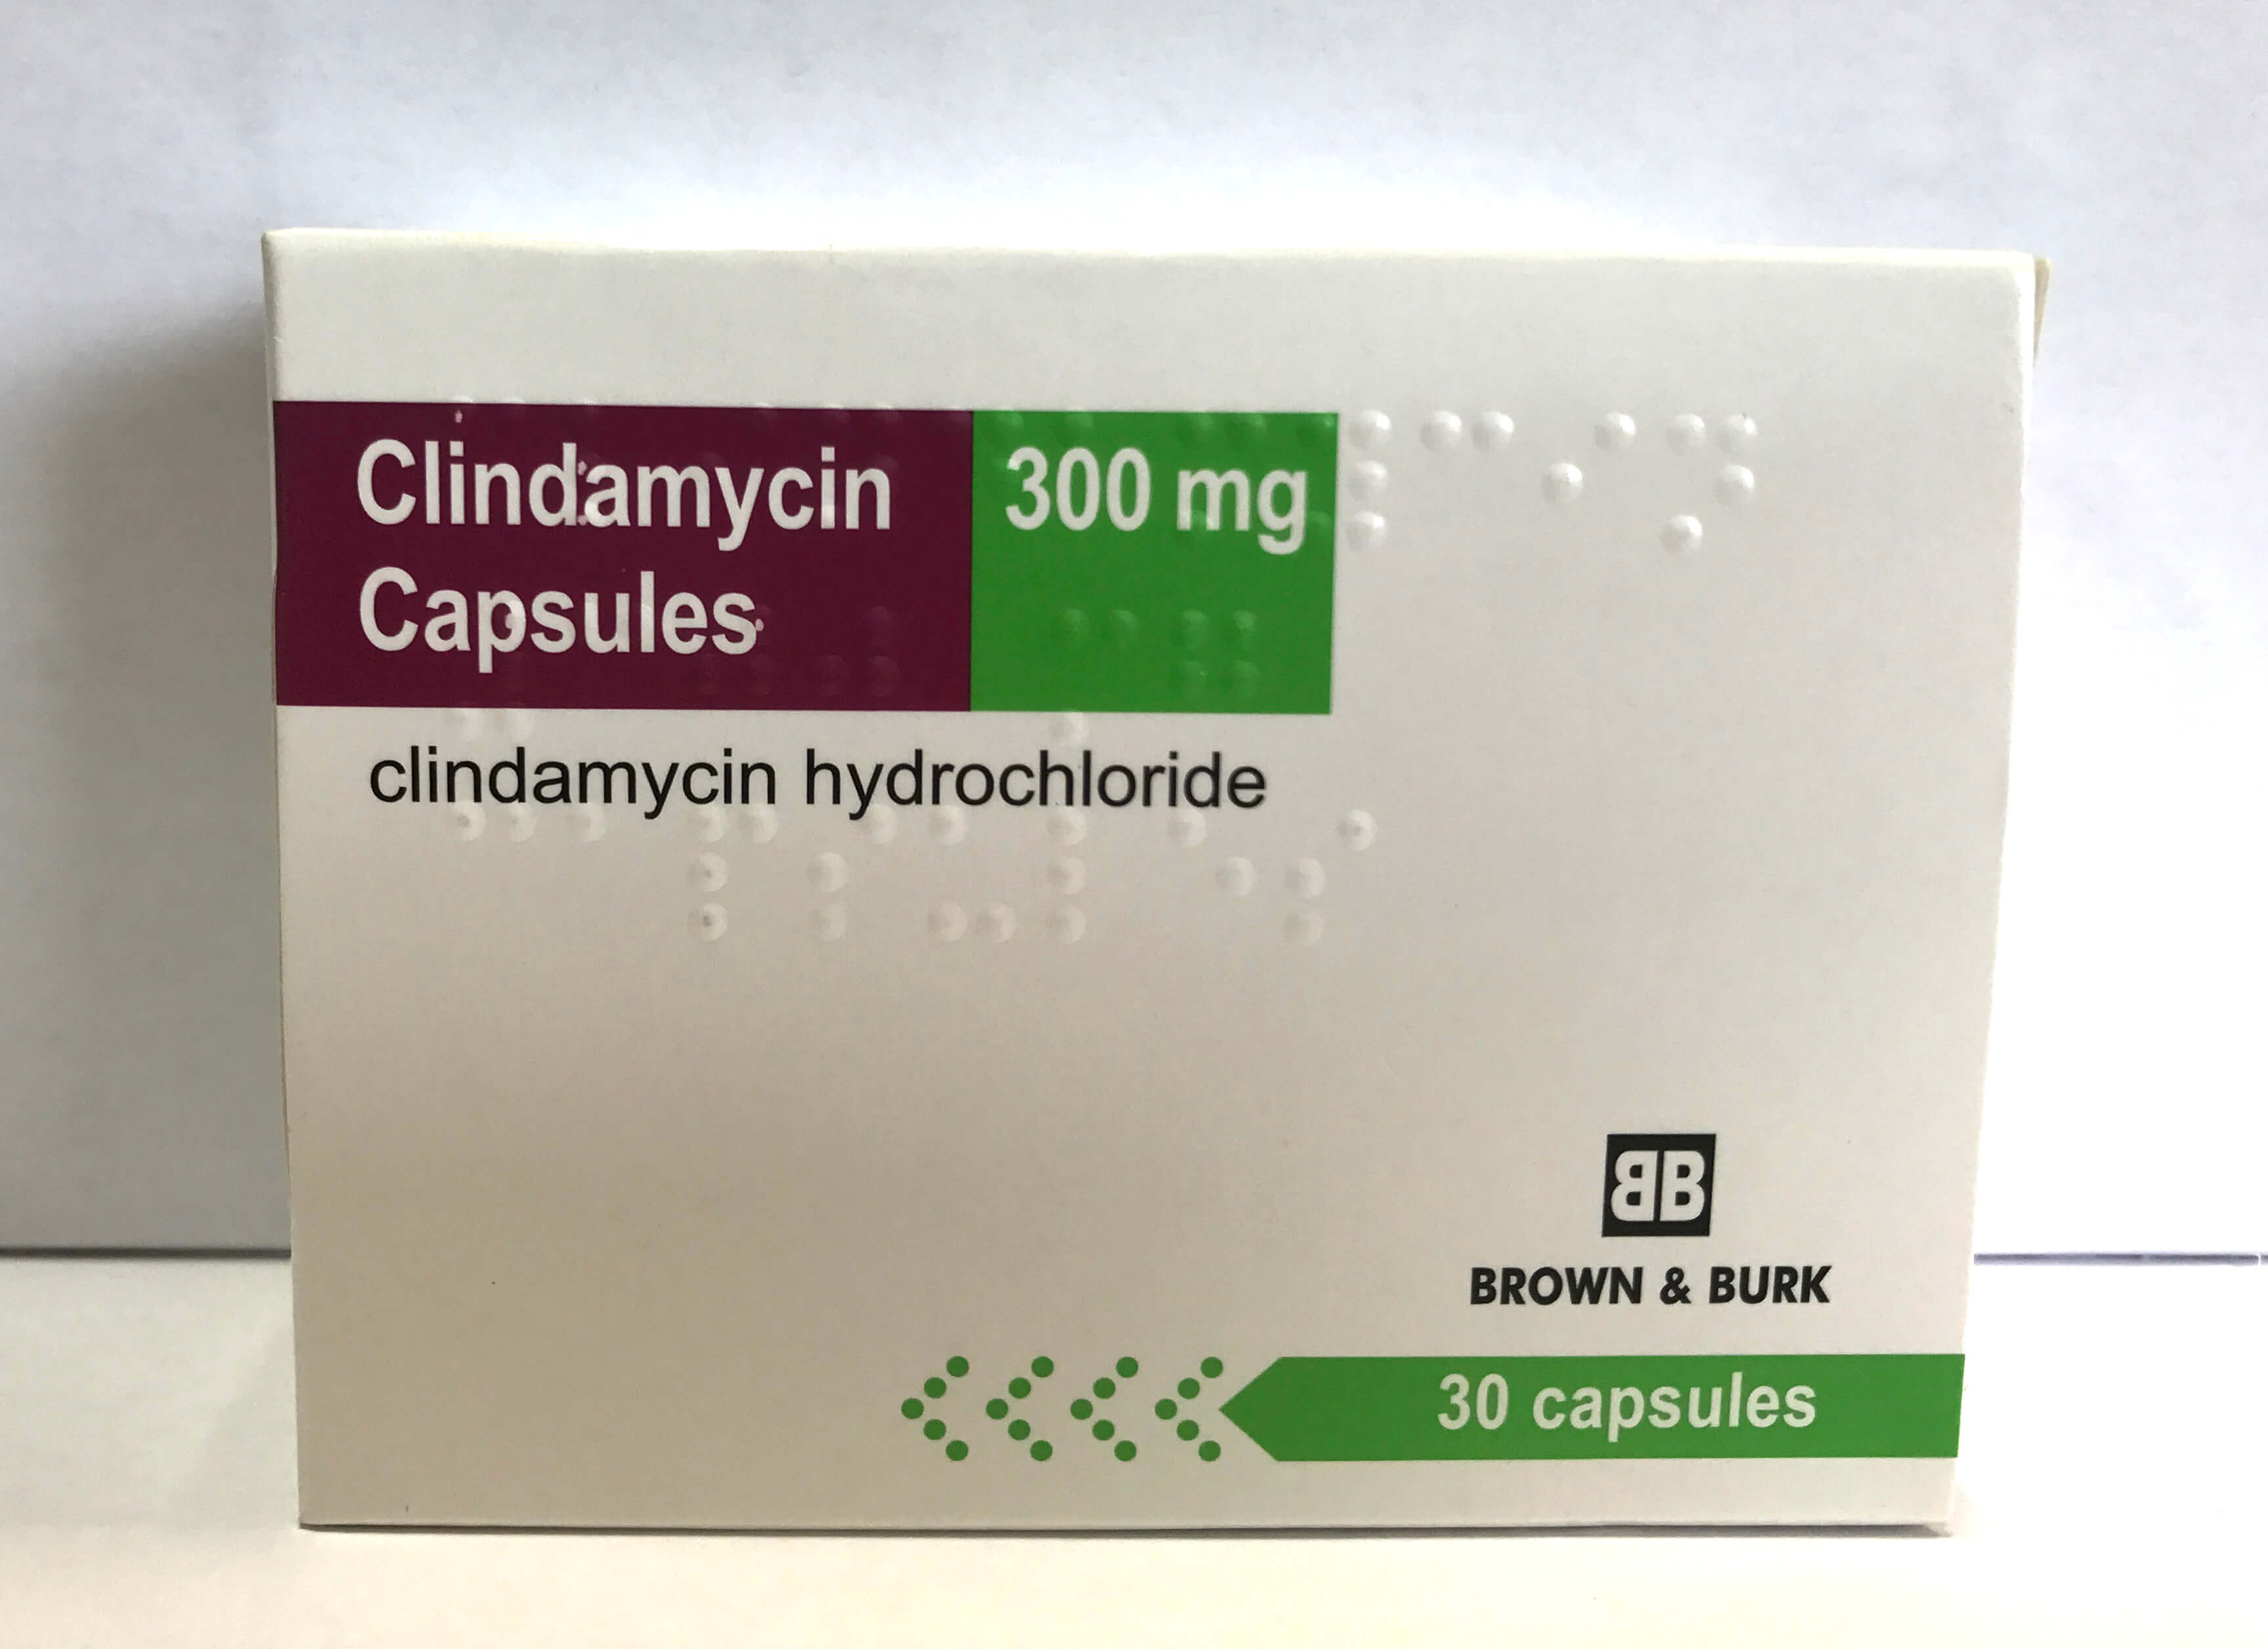 Clindamycin
Capsules
300 mg
clindamycin hydrochloride
BB
BROWN & BURK
30 capsules